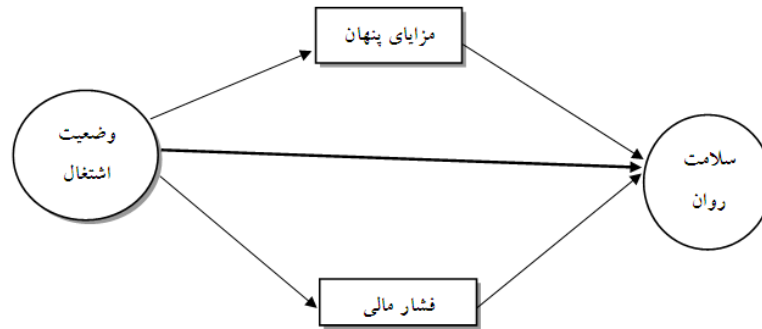 مزایای پنهان
وضعیت
اشتغال
سلامت
روان
فشار مالی